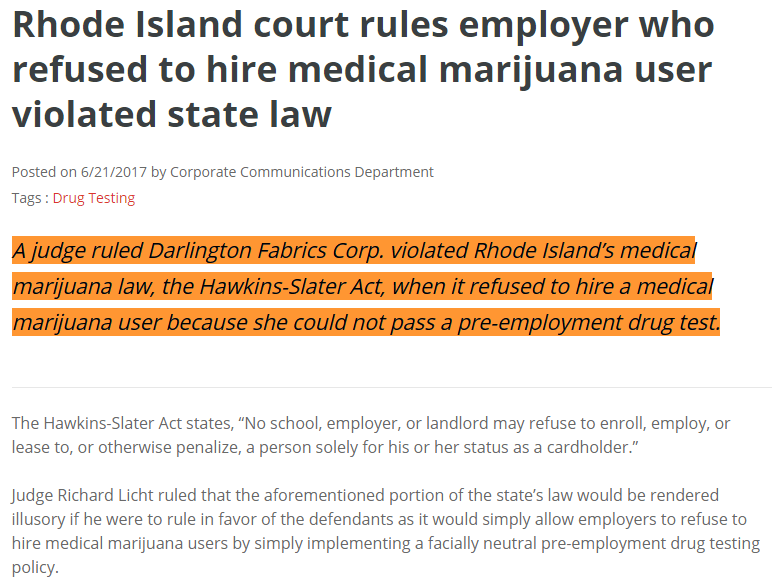 Rhode Island court rules employer who
refused to hire medical marijuana user
violated state law
Posted on 6/21/2017 by Corporate Communications Department
Tags : Drug Testing
A judge ruled Darlington Fabrics Corp. violated Rhode Island’s medical
marijuana law, the Hawkins-Slater Act, when it refused to hire a medical
marijuana user because she could not pass a pre-employment drug test.
The Hawkins-Slater Act states, “No school, employer, or landlord may refuse to enroll, employ, or
lease to, or otherwise penalize, a person solely for his or her status as a cardholder.”
Judge Richard Licht ruled that the aforementioned portion of the state’s law would be rendered
illusory if he were to rule in favor of the defendants as it would simply allow employers to refuse to
hire medical marijuana users by simply implementing a facially neutral pre-employment drug testing
policy.